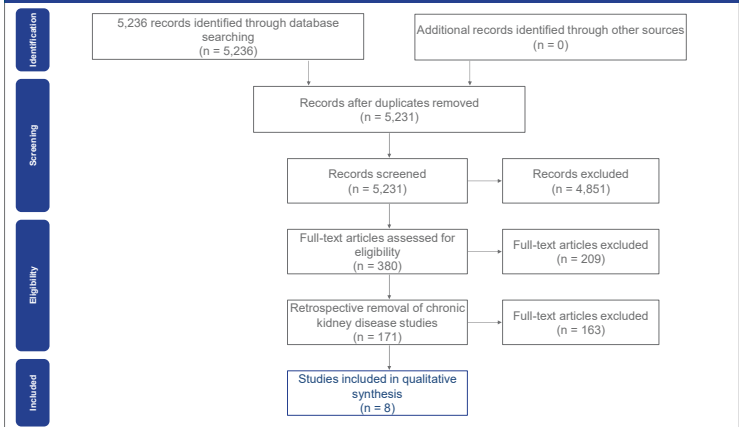 Identification
5,236 records identified through database
searching
(n = 5,236)
Additional records identified through other sources
(n = 0)
Screening
Records after duplicates removed
(n = 5,231)
Records screened
(n = 5,231)
Records excluded
(n = 4,851)
Eligibility
Full-text articles assessed for
eligibility
(n = 380)
Full-text articles excluded
(n = 209)
Retrospective removal of chronic
kidney disease studies
(n = 171)
Full-text articles excluded
(n = 163)
Included
Studies included in qualitative
synthesis
(n = 8)